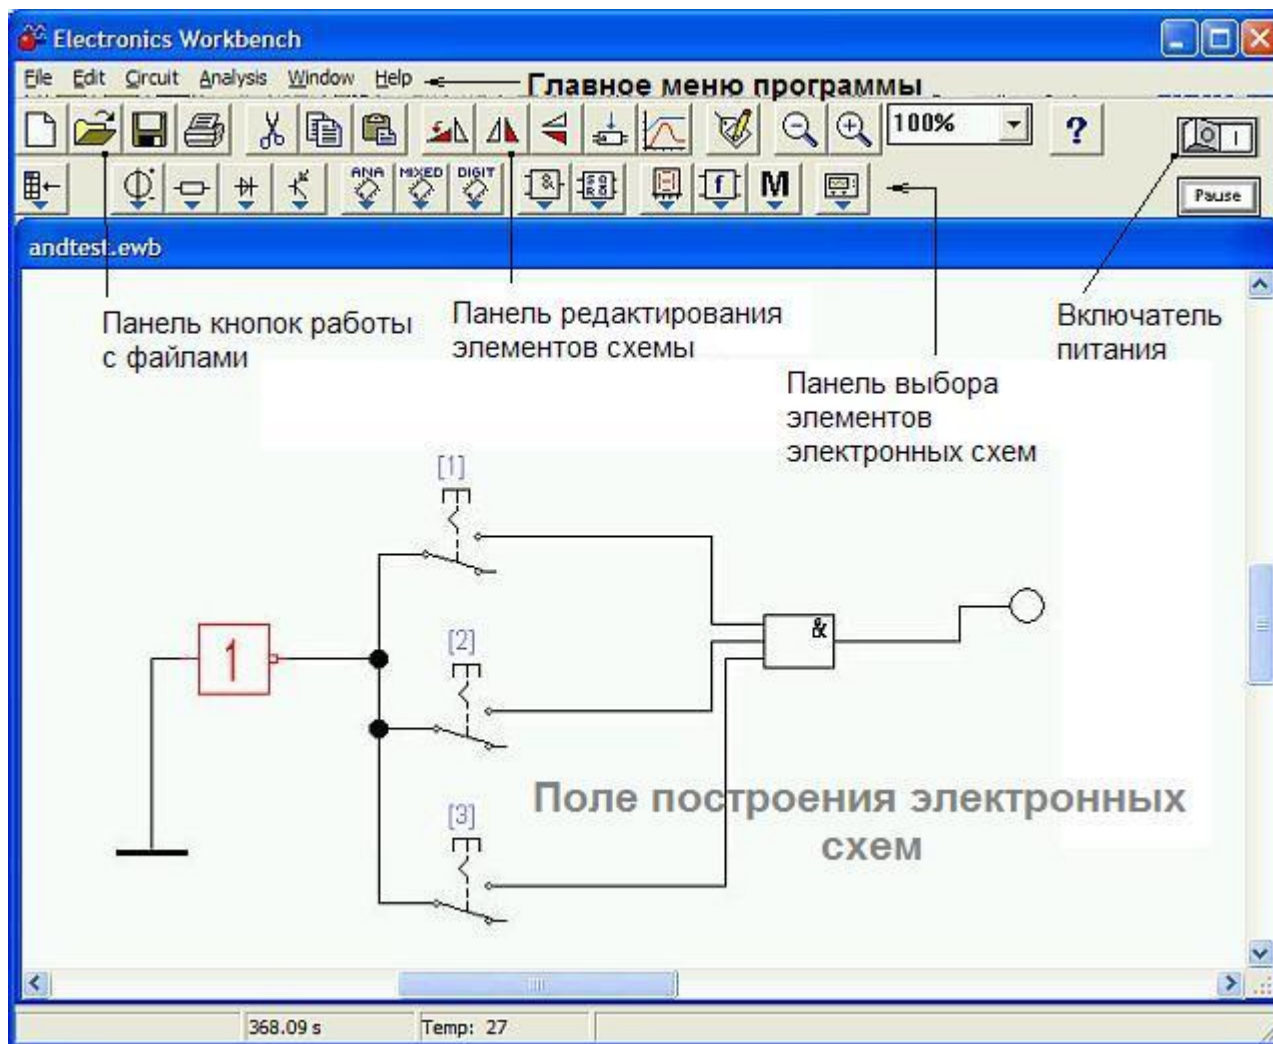 Electronics Workbench
File Edit Circuit Analysis Window Help
Главное меню программы
100%
?
ANA MIXED DIGIT
&
f
M
Pause
andtest.ewb
Панель кнопок работы
с файлами
Панель редактирования
элементов схемы
Включатель
питания
Панель выбора
элементов
электронных схем
[1]
&
1
[2]
Поле построения электронных
схем
[3]
368.09 s
Temp: 27